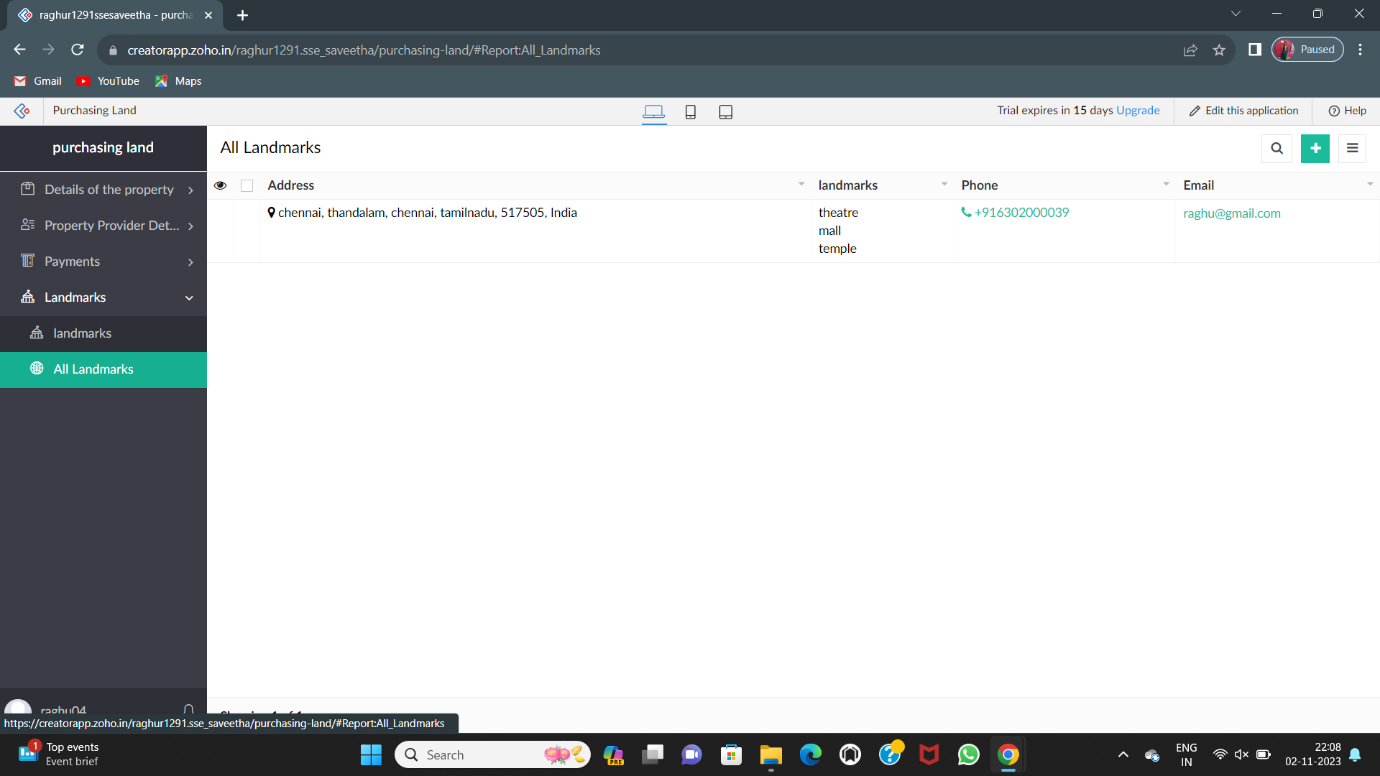 raghur1291ssesaveetha - purcha
creatorapp.zoho.in/raghur1291.sse_saveetha/purchasing-land/#Report:All_Landmarks
Paused
Gmail
YouTube
Maps
Purchasing Land
Trial expires in 15 days Upgrade
Edit this application
Help
purchasing land
All Landmarks
Details of the property
Property Provider Det...
Payments
Landmarks
landmarks
All Landmarks
Address
landmarks
Phone
Email
chennai, thandalam, chennai, tamilnadu, 517505, India
theatre
mall
temple
+916302000039
raghu@gmail.com
raghu04
https://creatorapp.zoho.in/raghur1291.sse_saveetha/purchasing-land/#Report:All_Landmarks
1
Top events
Event brief
Search
PRE
ENG
IN
22:08
02-11-2023